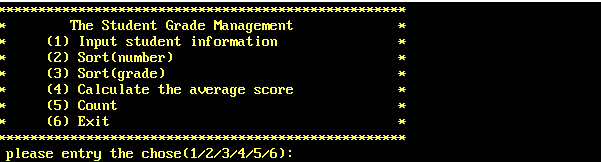 ****************************************************
* The Student Grade Management *
* (1) Input student information *
* (2) Sort(number) *
* (3) Sort(grade) *
* (4) Calculate the average score *
* (5) Count *
* (6) Exit *
****************************************************
please entry the chose(1/2/3/4/5/6):